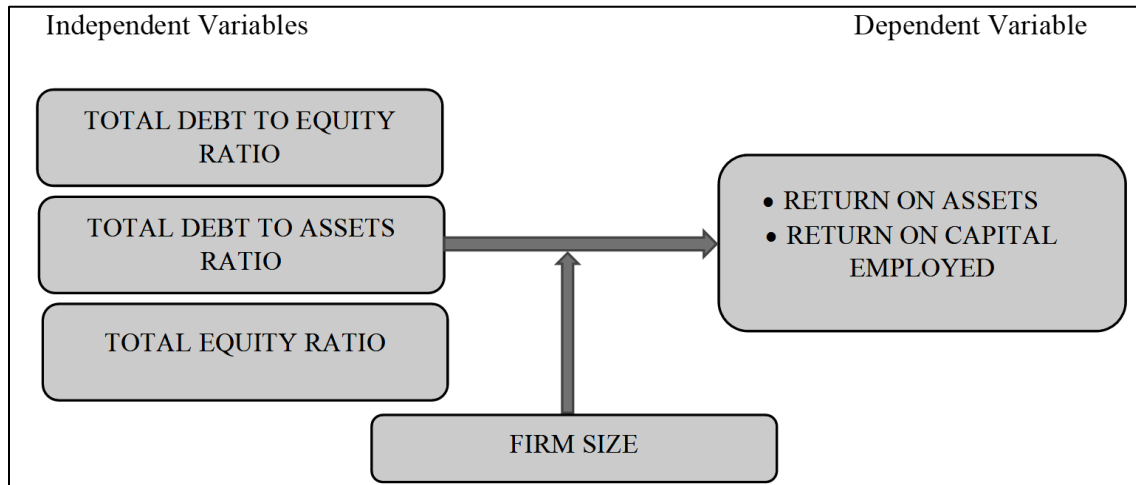 Independent Variables
Dependent Variable
TOTAL DEBT TO EQUITY
RATIO
TOTAL DEBT TO ASSETS
RATIO
TOTAL EQUITY RATIO
• RETURN ON ASSETS
• RETURN ON CAPITAL
EMPLOYED
FIRM SIZE